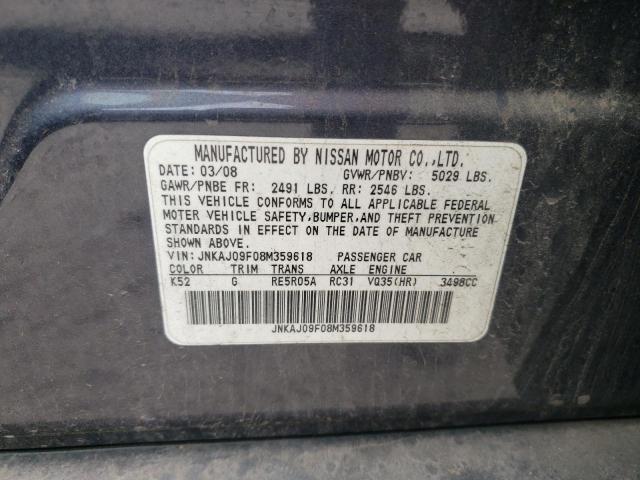 MANUFACTURED BY NISSAN MOTOR CO.,LTD.
DATE: 03/08 GVWR/PNBV: 5029 LBS.
GAWR/PNBE FR: 2491 LBS. RR: 2546 LBS.
THIS VEHICLE CONFORMS TO ALL APPLICABLE FEDERAL
MOTER VEHICLE SAFETY,BUMPER,AND THEFT PREVENTION
STANDARDS IN EFFECT ON THE DATE OF MANUFACTURE
SHOWN ABOVE.
VIN: JNKAJ09F08M359618 PASSENGER CAR
COLOR TRIM TRANS AXLE ENGINE
K52 G RE5R05A RC31 VQ35(HR) 3498CC
JNKAJ09F08M359618